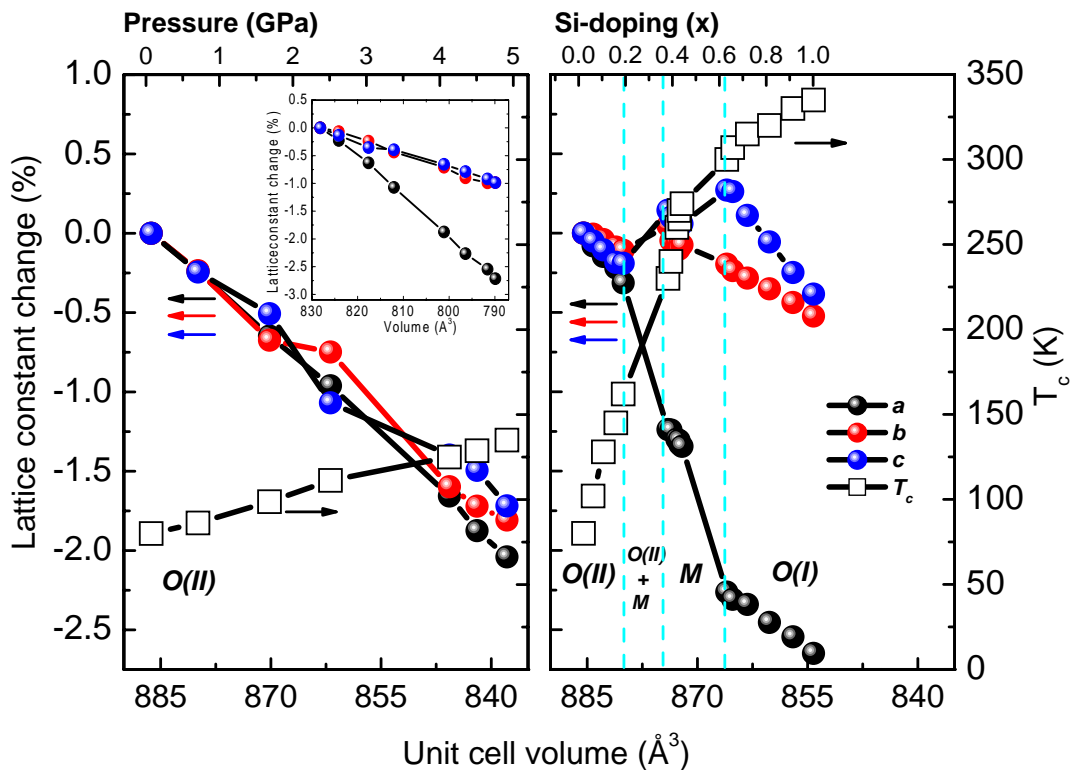 Pressure (GPa)
0 1 2 3 4 5
Si-doping (x)
0.0 0.2 0.4 0.6 0.8 1.0
Lattice constant change (%)
1.0
0.5
0.0
-0.5
-1.0
-1.5
-2.0
-2.5
Latticeconstant change (%)
0.5
0.0
-0.5
-1.0
-1.5
-2.0
-2.5
-3.0
830 820 810 800 790
Volume (Å³)
O(II)
O(II)
O(II)
+
M
M
O(I)
a
b
c
T_c
350
300
250
200
150
100
50
0
T_c (K)
885 870 855 840
885 870 855 840
Unit cell volume (Å³)